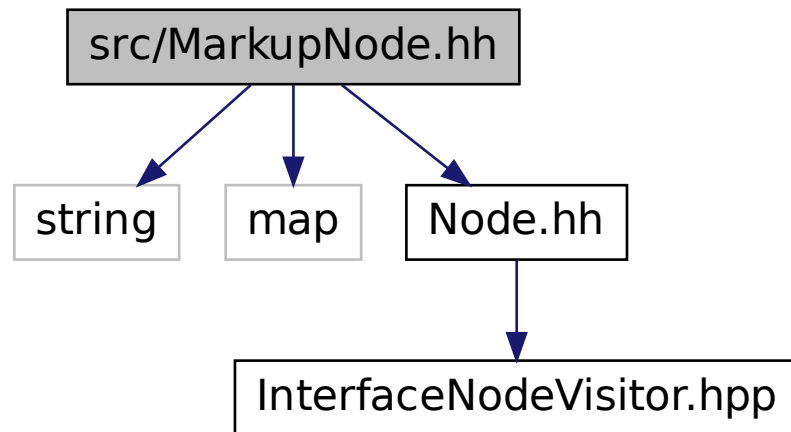 src/MarkupNode.hh
string
map
Node.hh
InterfaceNodeVisitor.hpp